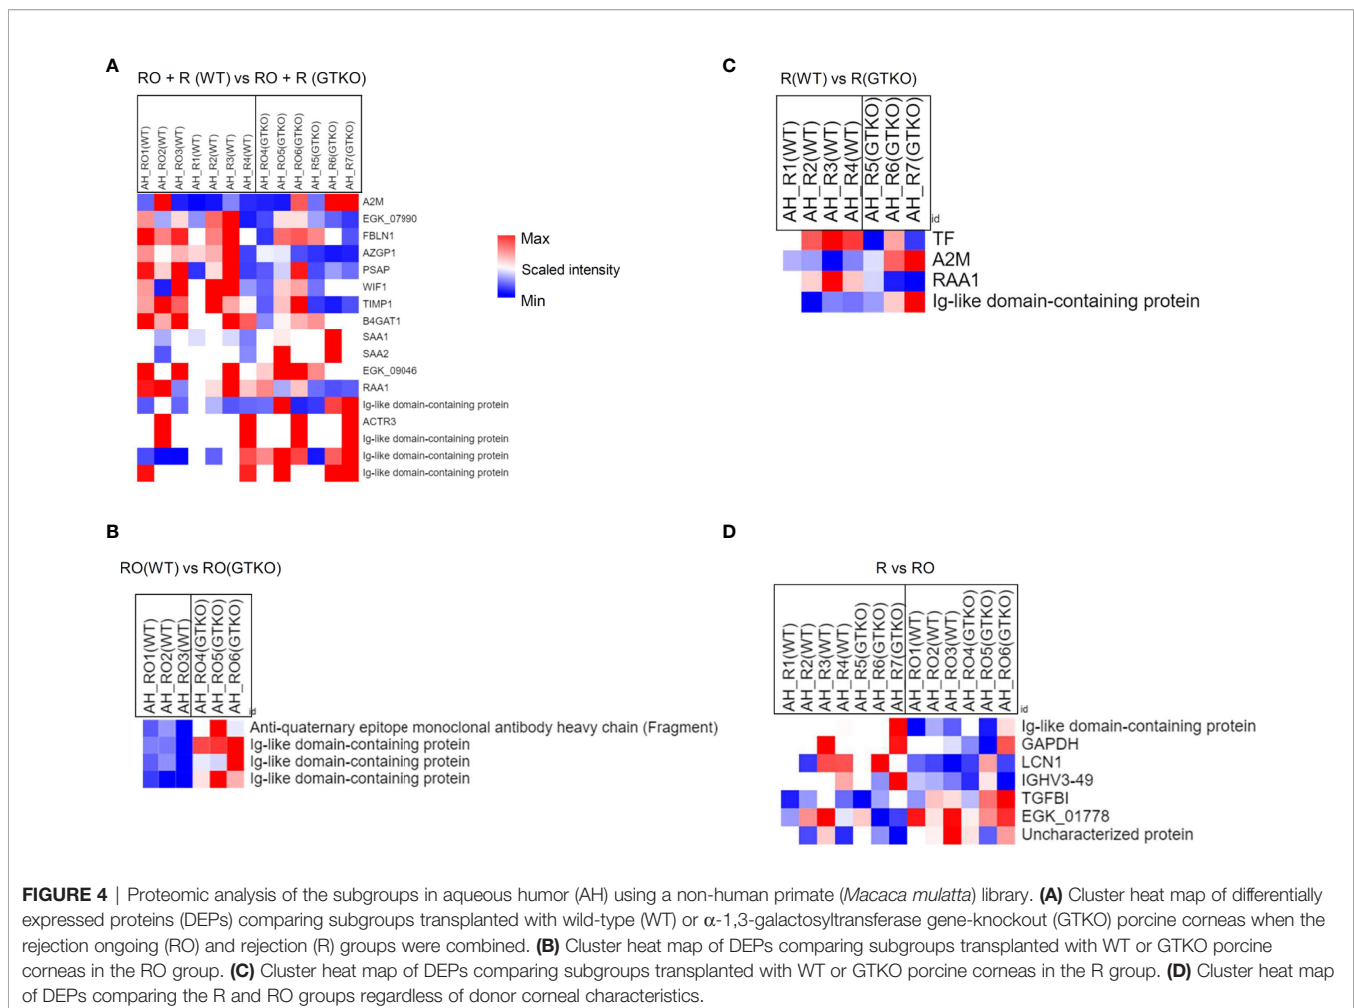 A
RO + R (WT) vs RO + R (GTKO)
AH_RO1(WT)
AH_RO2(WT)
AH_RO3(WT)
AH_R1(WT)
AH_R2(WT)
AH_R3(WT)
AH_R4(WT)
AH_RO4(GTKO)
AH_RO5(GTKO)
AH_RO6(GTKO)
AH_R5(GTKO)
AH_R6(GTKO)
AH_R7(GTKO)
A2M
EGK_07990
FBLN1
AZGP1
PSAP
WIF1
TIMP1
B4GAT1
SAA1
SAA2
EGK_09046
RAA1
Ig-like domain-containing protein
ACTR3
Ig-like domain-containing protein
Ig-like domain-containing protein
Ig-like domain-containing protein
Max
Scaled intensity
Min
C
R(WT) vs R(GTKO)
AH_R1(WT)
AH_R2(WT)
AH_R3(WT)
AH_R4(WT)
AH_R5(GTKO)
AH_R6(GTKO)
AH_R7(GTKO)
id
TF
A2M
RAA1
Ig-like domain-containing protein
B
RO(WT) vs RO(GTKO)
AH_RO1(WT)
AH_RO2(WT)
AH_RO3(WT)
AH_RO4(GTKO)
AH_RO5(GTKO)
AH_RO6(GTKO)
id
Anti-quaternary epitope monoclonal antibody heavy chain (Fragment)
Ig-like domain-containing protein
Ig-like domain-containing protein
Ig-like domain-containing protein
D
R vs RO
AH_R1(WT)
AH_R2(WT)
AH_R3(WT)
AH_R4(WT)
AH_R5(GTKO)
AH_R6(GTKO)
AH_R7(GTKO)
AH_RO1(WT)
AH_RO2(WT)
AH_RO3(WT)
AH_RO4(GTKO)
AH_RO5(GTKO)
AH_RO6(GTKO)
id
Ig-like domain-containing protein
GAPDH
LCN1
IGHV3-49
TGFBI
EGK_01778
Uncharacterized protein
FIGURE 4 | Proteomic analysis of the subgroups in aqueous humor (AH) using a non-human primate (Macaca mulatta) library. (A) Cluster heat map of differentially
expressed proteins (DEPs) comparing subgroups transplanted with wild-type (WT) or α-1,3-galactosyltransferase gene-knockout (GTKO) porcine corneas when the
rejection ongoing (RO) and rejection (R) groups were combined. (B) Cluster heat map of DEPs comparing subgroups transplanted with WT or GTKO porcine
corneas in the RO group. (C) Cluster heat map of DEPs comparing subgroups transplanted with WT or GTKO porcine corneas in the R group. (D) Cluster heat map
of DEPs comparing the R and RO groups regardless of donor corneal characteristics.